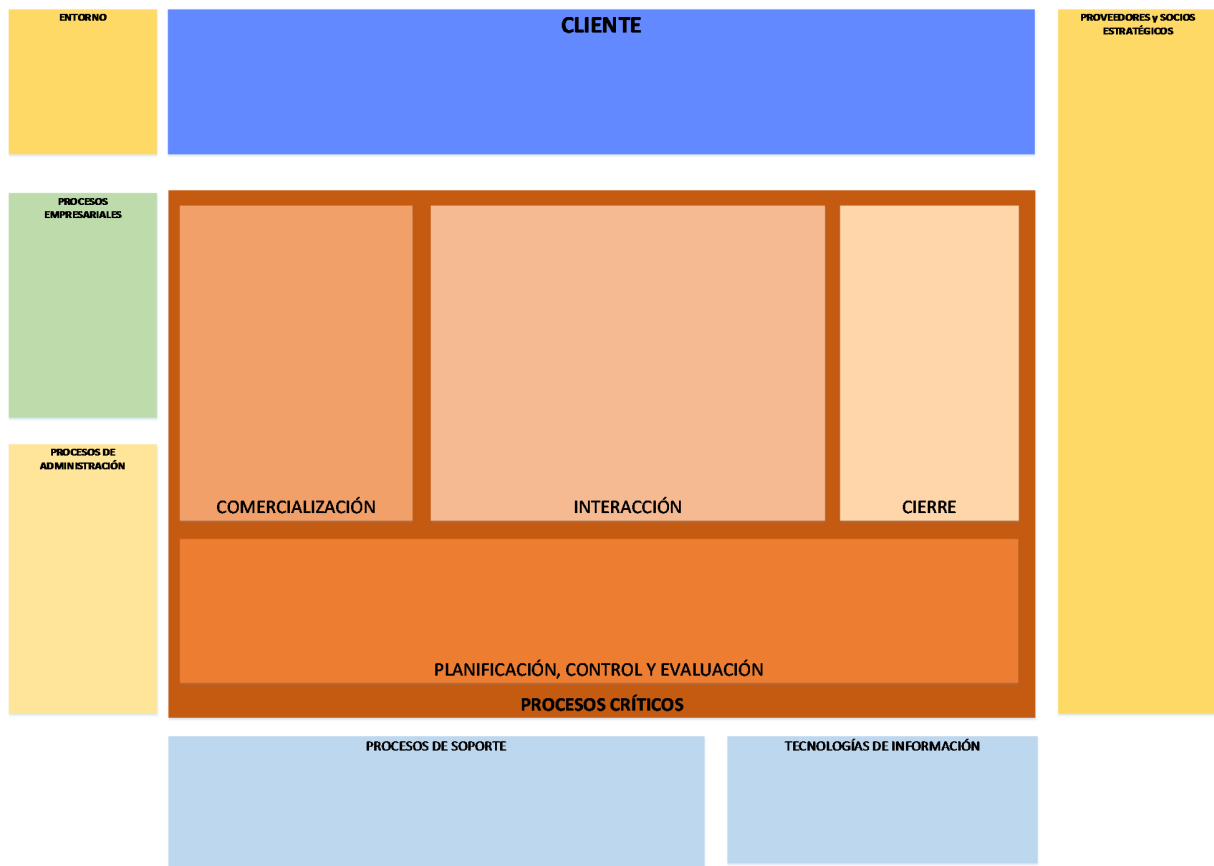 ENTORNO
CLIENTE
PROVEEDORES y SOCIOS
ESTRATÉGICOS
PROCESOS
EMPRESARIALES
PROCESOS DE
ADMINISTRACIÓN
COMERCIALIZACIÓN
INTERACCIÓN
CIERRE
PLANIFICACIÓN, CONTROL Y EVALUACIÓN
PROCESOS CRÍTICOS
PROCESOS DE SOPORTE
TECNOLOGÍAS DE INFORMACIÓN